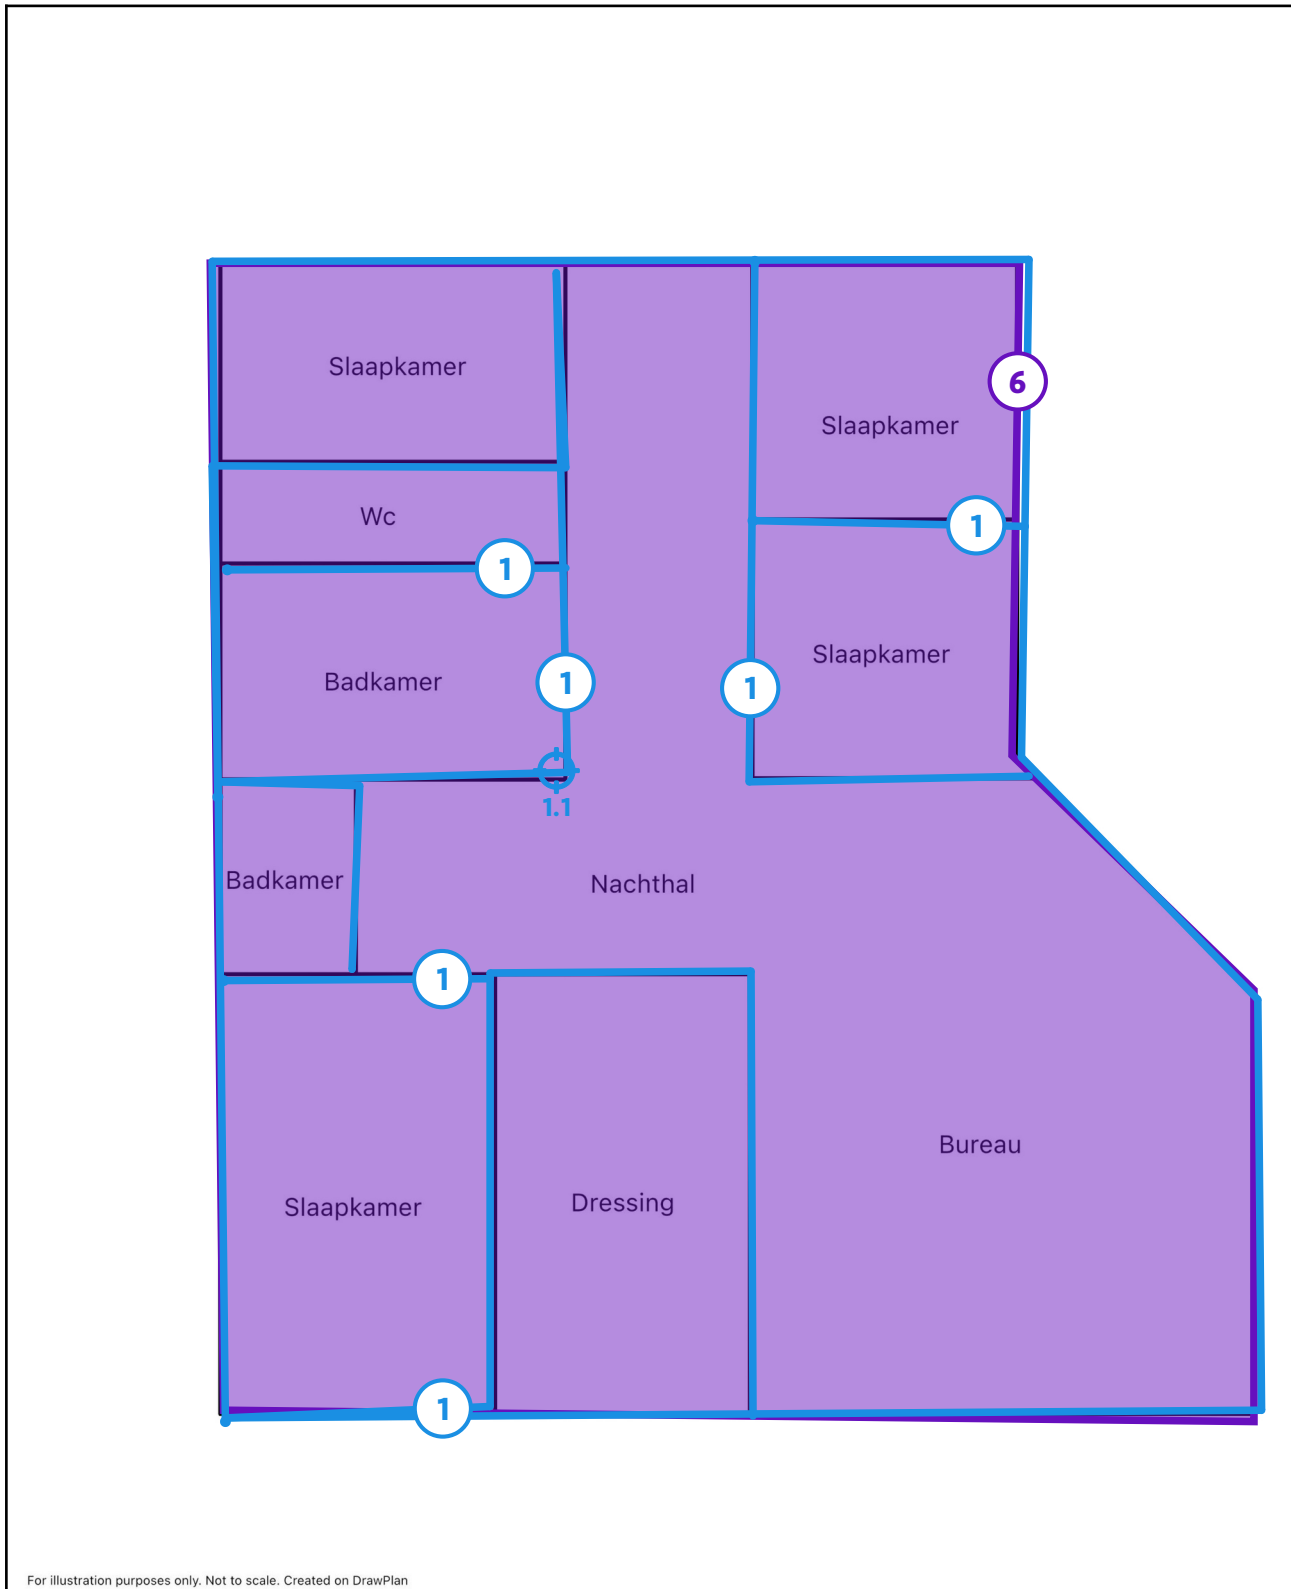 Slaapkamer
6
Slaapkamer
Wc
1
1
Badkamer
1
1
Slaapkamer
1.1
Badkamer
Nachthal
1
Bureau
Slaapkamer
Dressing
1
For illustration purposes only. Not to scale. Created on DrawPlan